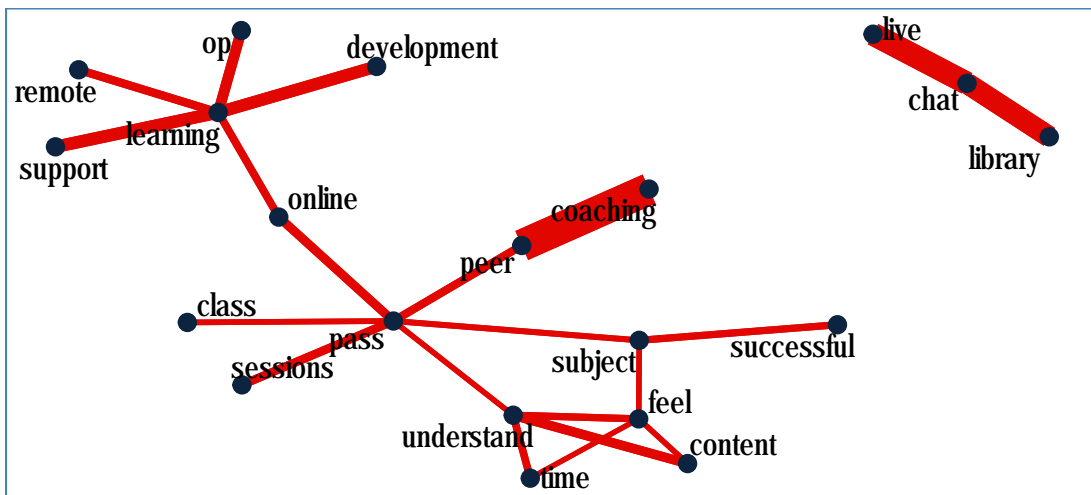 live
op
development
remote
chat
learning
library
support
online
coaching
peer
class
pass
successful
subject
sessions
feel
understand
content
time